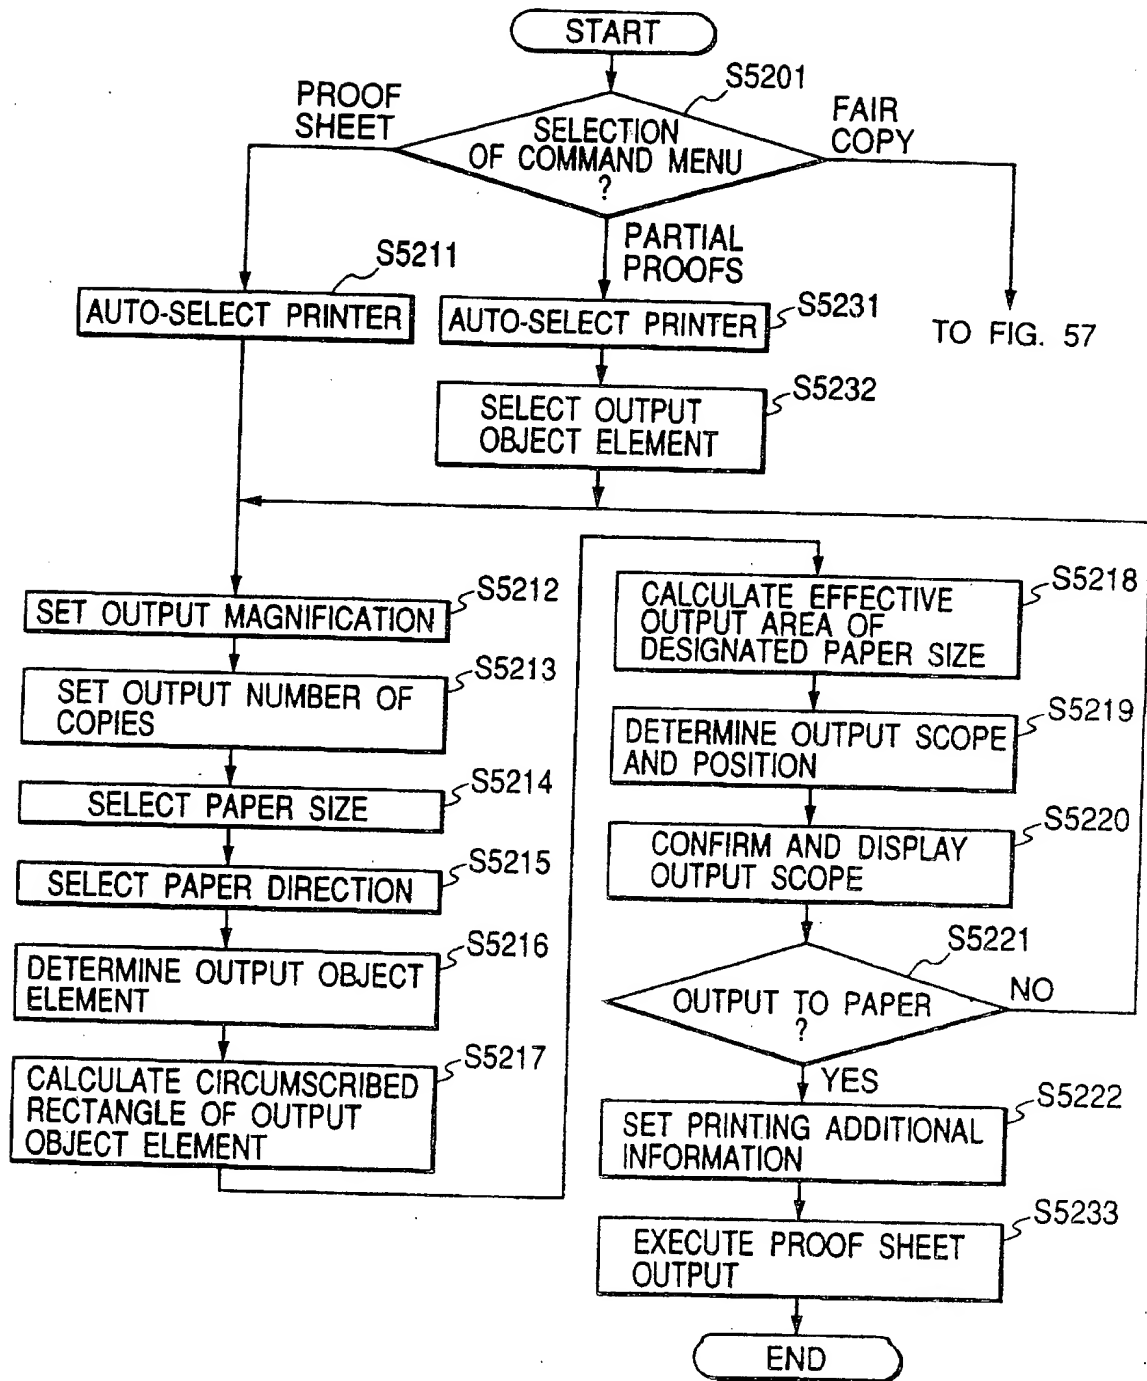 START
S5201
PROOF
SHEET
FAIR
COPY
SELECTION
OF COMMAND MENU
?
PARTIAL
PROOFS
S5211
AUTO-SELECT PRINTER
S5231
AUTO-SELECT PRINTER
TO FIG. 57
S5232
SELECT OUTPUT
OBJECT ELEMENT
S5212
SET OUTPUT MAGNIFICATION
S5213
SET OUTPUT NUMBER OF
COPIES
S5214
SELECT PAPER SIZE
S5215
SELECT PAPER DIRECTION
S5216
DETERMINE OUTPUT OBJECT
ELEMENT
S5217
CALCULATE CIRCUMSCRIBED
RECTANGLE OF OUTPUT
OBJECT ELEMENT
S5218
CALCULATE EFFECTIVE
OUTPUT AREA OF
DESIGNATED PAPER SIZE
S5219
DETERMINE OUTPUT SCOPE
AND POSITION
S5220
CONFIRM AND DISPLAY
OUTPUT SCOPE
S5221
OUTPUT TO PAPER
?
NO
YES
S5222
SET PRINTING ADDITIONAL
INFORMATION
S5233
EXECUTE PROOF SHEET
OUTPUT
END